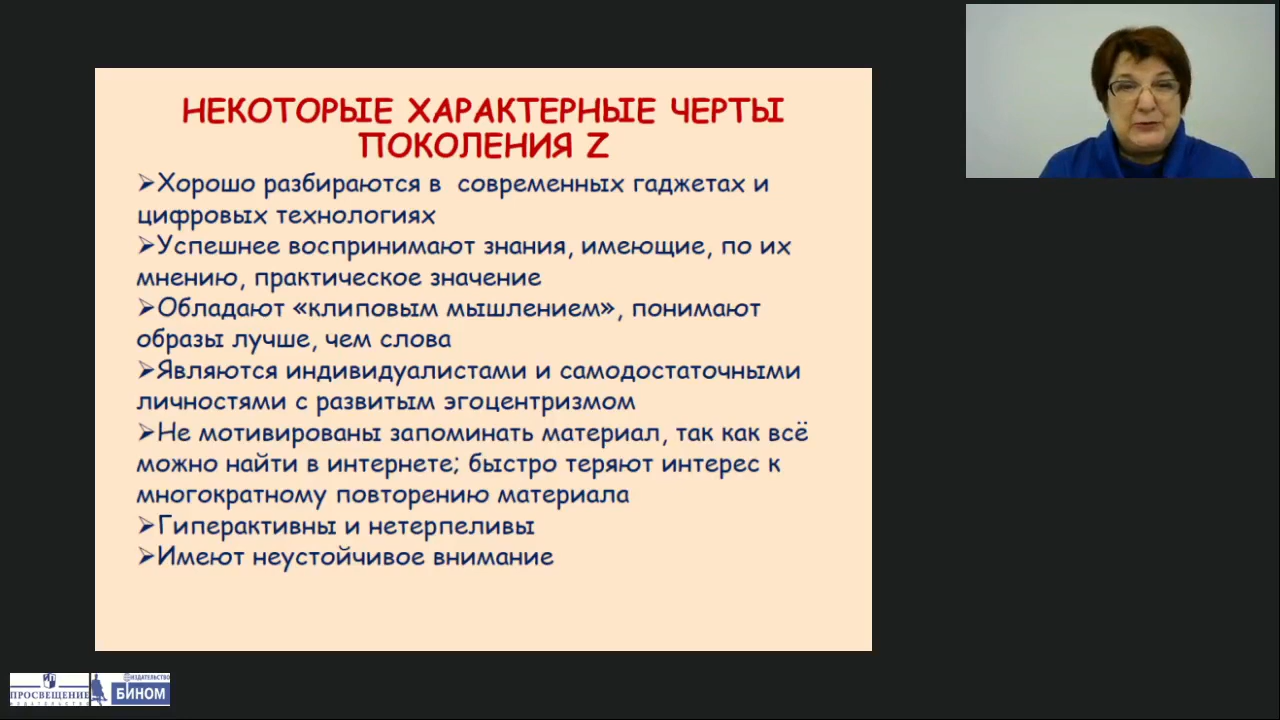 НЕКОТОРЫЕ ХАРАКТЕРНЫЕ ЧЕРТЫ
ПОКОЛЕНИЯ Z
➢Хорошо разбираются в современных гаджетах и
цифровых технологиях
➢Успешнее воспринимают знания, имеющие, по их
мнению, практическое значение
➢Обладают «клиповым мышлением», понимают
образы лучше, чем слова
➢Являются индивидуалистами и самодостаточными
личностями с развитым эгоцентризмом
➢Не мотивированы запоминать материал, так как всё
можно найти в интернете; быстро теряют интерес к
многократному повторению материала
➢Гиперактивны и нетерпеливы
➢Имеют неустойчивое внимание
ПРОСВЕЩЕНИЕ
ИЗДАТЕЛЬСТВО
ИЗДАТЕЛЬСТВО
БИНОМ